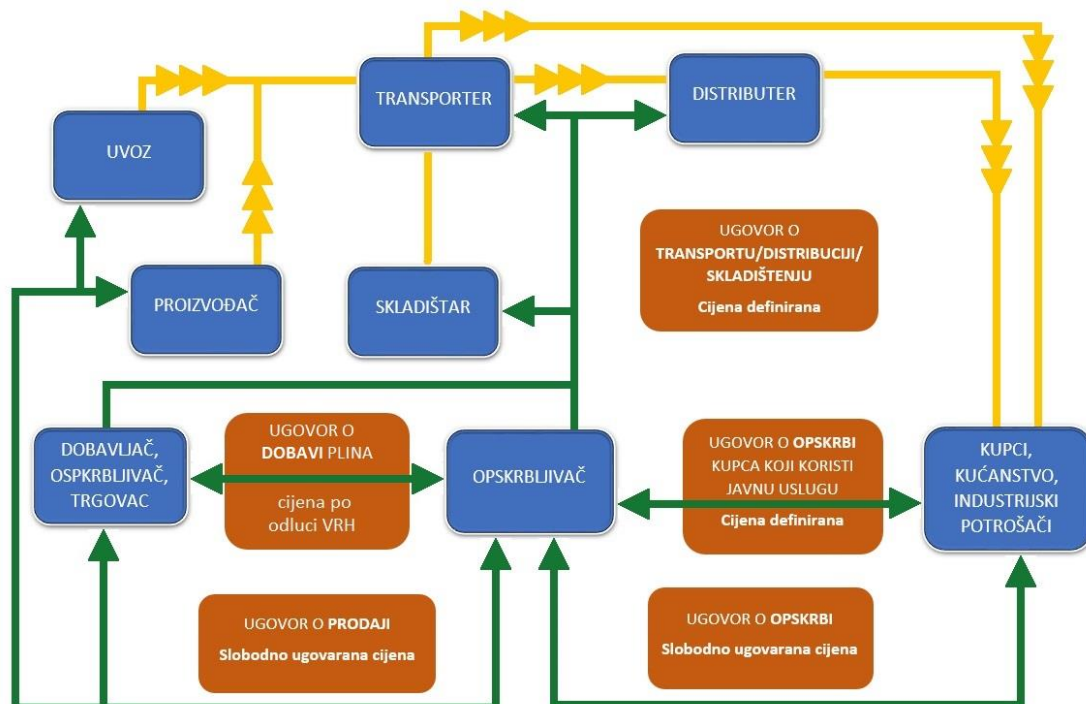 TRANSPORTER
DISTRIBUTER
UVOZ
UGOVOR O
TRANSPORTU/DISTRIBUCIJI/
SKLADIŠTENJU
Cijena definirana
PROIZVOĐAČ
SKLADIŠTAR
DOBAVLJAČ,
OSPKRBLJIVAČ,
TRGOVAC
UGOVOR O
DOBAVI PLINA
cijena po
odluci VRH
OPSKRBLJIVAČ
UGOVOR O OPSKRBI
KUPCA KOJI KORISTI
JAVNU USLUGU
Cijena definirana
KUPCI,
KUĆANSTVO,
INDUSTRIJSKI
POTROŠAČI
UGOVOR O PRODAJI
Slobodno ugovarana cijena
UGOVOR O OPSKRBI
Slobodno ugovarana cijena